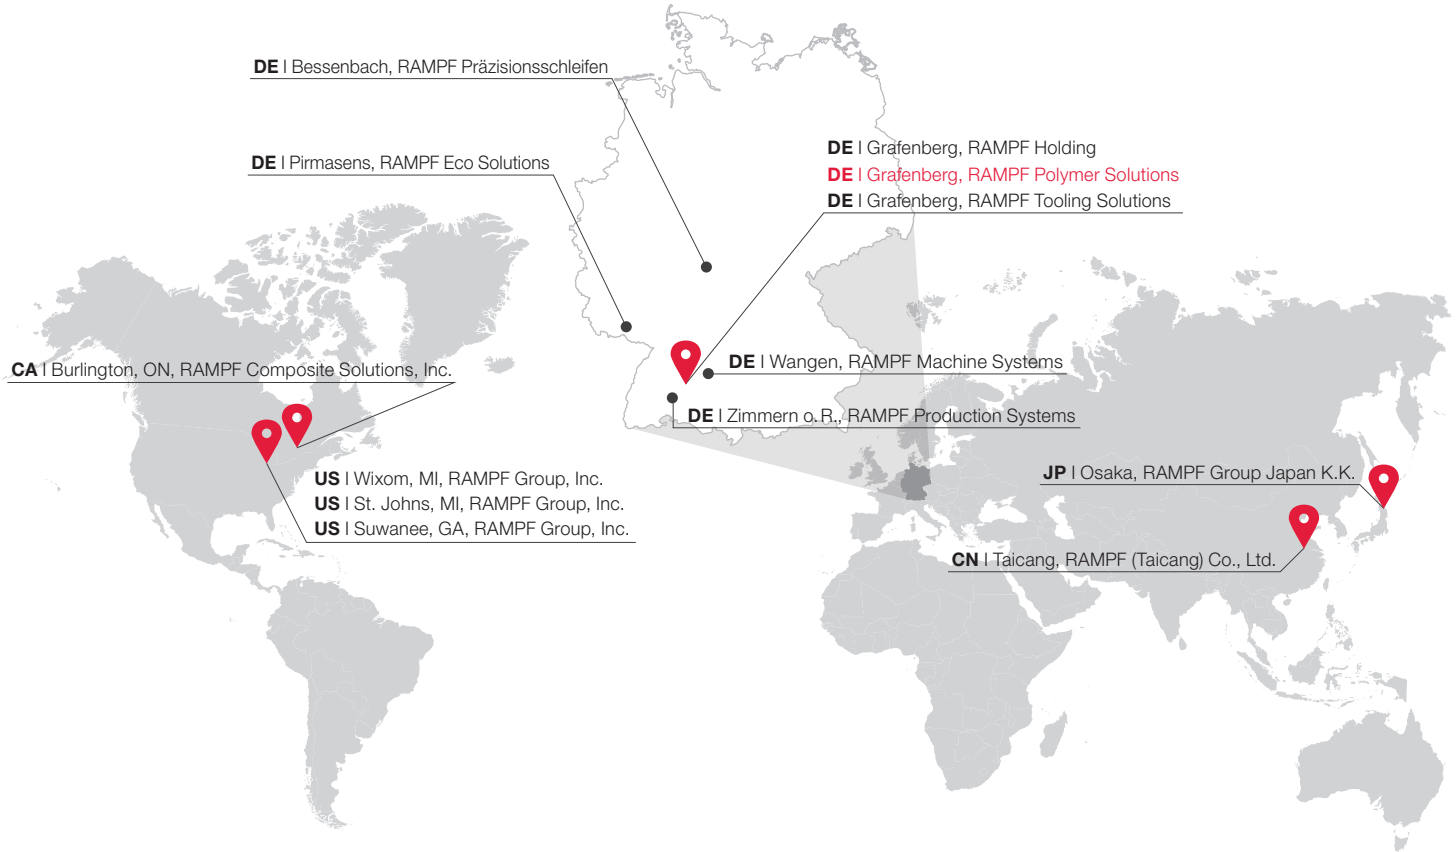 DE | Bessenbach, RAMPF Präzisionsschleifen
DE | Pirmasens, RAMPF Eco Solutions
DE | Grafenberg, RAMPF Holding
DE | Grafenberg, RAMPF Polymer Solutions
DE | Grafenberg, RAMPF Tooling Solutions
DE | Wangen, RAMPF Machine Systems
DE | Zimmern o. R., RAMPF Production Systems
CA | Burlington, ON, RAMPF Composite Solutions, Inc.
US | Wixom, MI, RAMPF Group, Inc.
US | St. Johns, MI, RAMPF Group, Inc.
US | Suwanee, GA, RAMPF Group, Inc.
JP | Osaka, RAMPF Group Japan K.K.
CN | Taicang, RAMPF (Taicang) Co., Ltd.